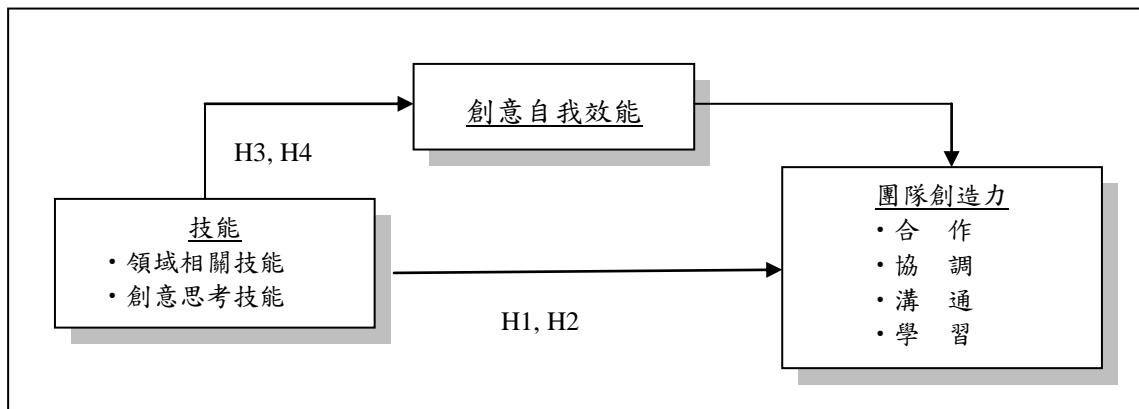 創意自我效能
H3, H4
技能
・領域相關技能
・創意思考技能
H1, H2
團隊創造力
・合 作
・協 調
・溝 通
・學 習